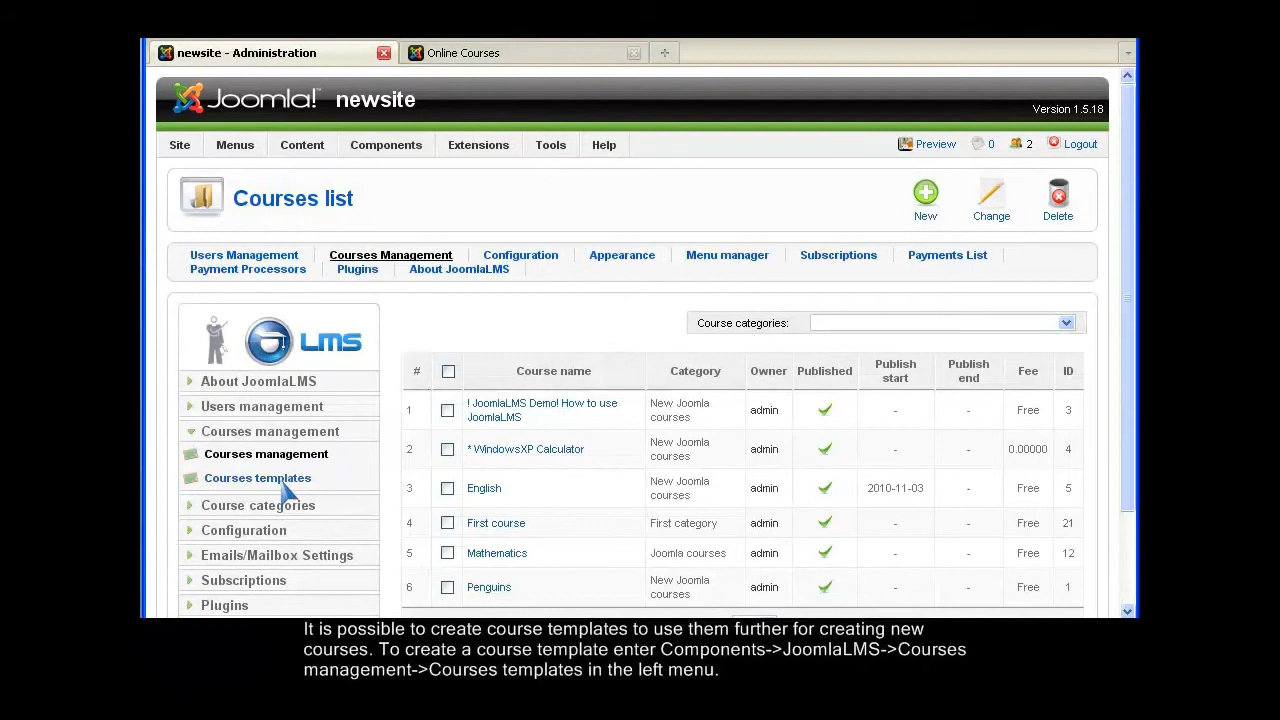 newsite - Administration
Online Courses
Joomla! newsite
Version 1.5.18
Site Menus Content Components Extensions Tools Help
Preview 0 2 Logout
Courses list
New Change Delete
Users Management Courses Management Configuration Appearance Menu manager Subscriptions Payments List
Payment Processors Plugins About JoomlaLMS
LMS
About JoomlaLMS
Users management
Courses management
Courses management
Courses templates
Course categories
Configuration
Emails/Mailbox Settings
Subscriptions
Plugins
Course categories:
# Course name Category Owner Published Publish start Publish end Fee ID
1 ! JoomlaLMS Demo! How to use JoomlaLMS New Joomla courses admin - - Free 3
2 * WindowsXP Calculator New Joomla courses admin - - 0.00000 4
3 English New Joomla courses admin 2010-11-03 - Free 5
4 First course First category admin - - Free 21
5 Mathematics Joomla courses admin - - Free 12
6 Penguins New Joomla courses admin - - Free 1
It is possible to create course templates to use them further for creating new
courses. To create a course template enter Components->JoomlaLMS->Courses
management->Courses templates in the left menu.